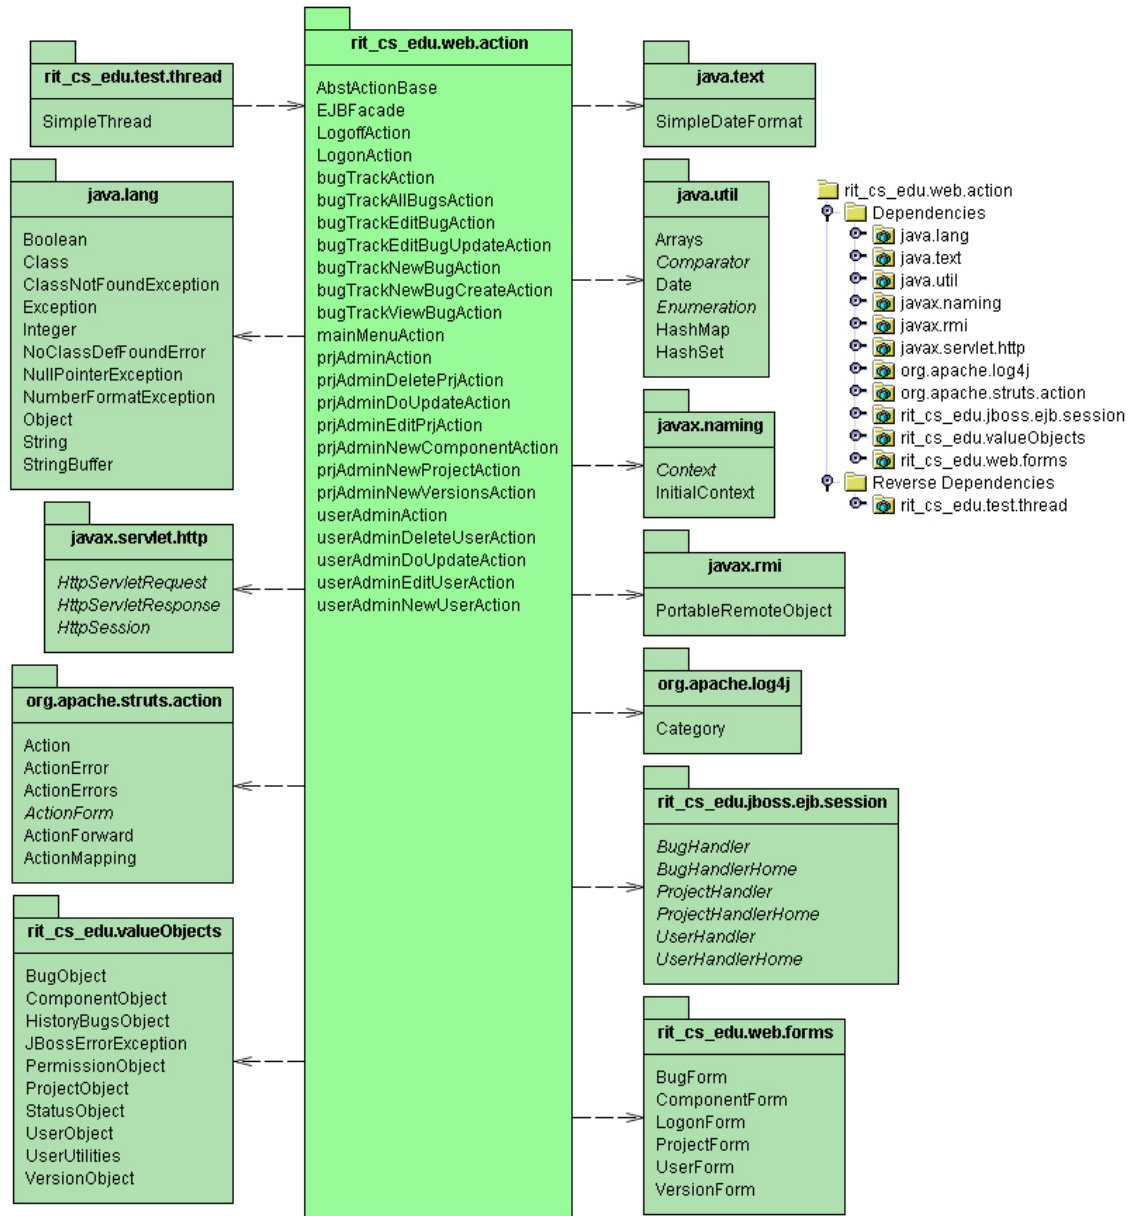 rit_cs_edu.test.thread
SimpleThread
java.lang
Boolean
Class
ClassNotFoundException
Exception
Integer
NoClassDefFoundError
NullPointerException
NumberFormatException
Object
String
StringBuffer
javax.servlet.http
HttpServletRequest
HttpServletResponse
HttpSession
org.apache.struts.action
Action
ActionError
ActionErrors
ActionForm
ActionForward
ActionMapping
rit_cs_edu.valueObjects
BugObject
ComponentObject
HistoryBugsObject
JBossErrorException
PermissionObject
ProjectObject
StatusObject
UserObject
UserUtilities
VersionObject
rit_cs_edu.web.action
AbstActionBase
EJBFacade
LogoffAction
LogonAction
bugTrackAction
bugTrackAllBugsAction
bugTrackEditBugAction
bugTrackEditBugUpdateAction
bugTrackNewBugAction
bugTrackNewBugCreateAction
bugTrackViewBugAction
mainMenuAction
prjAdminAction
prjAdminDeletePrjAction
prjAdminDoUpdateAction
prjAdminEditPrjAction
prjAdminNewComponentAction
prjAdminNewProjectAction
prjAdminNewVersionsAction
userAdminAction
userAdminDeleteUserAction
userAdminDoUpdateAction
userAdminEditUserAction
userAdminNewUserAction
java.text
SimpleDateFormat
java.util
Arrays
Comparator
Date
Enumeration
HashMap
HashSet
javax.naming
Context
InitialContext
javax.rmi
PortableRemoteObject
org.apache.log4j
Category
rit_cs_edu.jboss.ejb.session
BugHandler
BugHandlerHome
ProjectHandler
ProjectHandlerHome
UserHandler
UserHandlerHome
rit_cs_edu.web.forms
BugForm
ComponentForm
LogonForm
ProjectForm
UserForm
VersionForm
rit_cs_edu.web.action
Dependencies
java.lang
java.text
java.util
javax.naming
javax.rmi
javax.servlet.http
org.apache.log4j
org.apache.struts.action
rit_cs_edu.jboss.ejb.session
rit_cs_edu.valueObjects
rit_cs_edu.web.forms
Reverse Dependencies
rit_cs_edu.test.thread